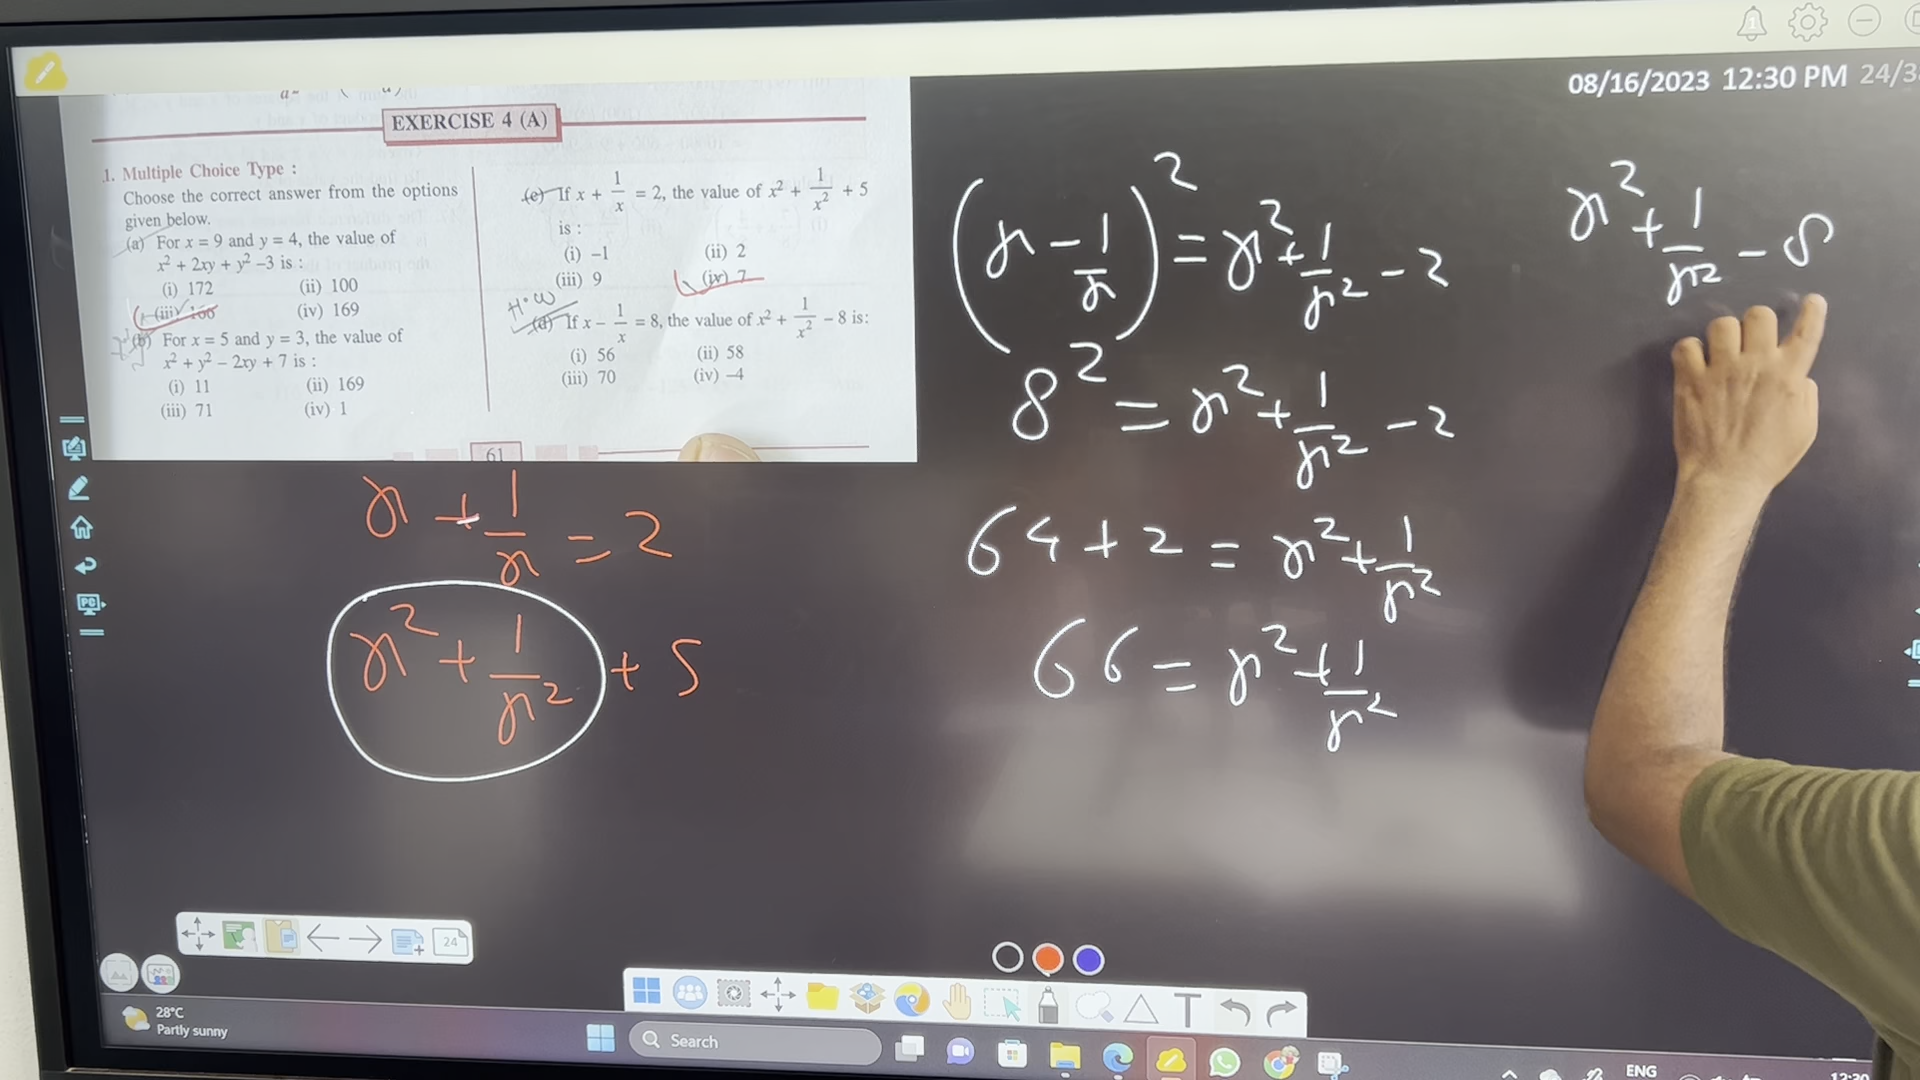 08/16/2023 12:30 PM 24/3
EXERCISE 4 (A)
1. Multiple Choice Type :
Choose the correct answer from the options
given below.
(a) For x = 9 and y = 4, the value of
x² + 2xy + y² –3 is :
(i) 172 (ii) 100
(iii) 166 (iv) 169
(b) For x = 5 and y = 3, the value of
x² + y² – 2xy + 7 is :
(i) 11 (ii) 169
(iii) 71 (iv) 1
(c) If x + 1/x = 2, the value of x² + 1/x² + 5
is :
(i) –1 (ii) 2
(iii) 9 (iv) 7
H.W
(d) If x – 1/x = 8, the value of x² + 1/x² – 8 is:
(i) 56 (ii) 58
(iii) 70 (iv) –4
61
x + 1/x = 2
x² + 1/x² + 5
(x – 1/x)² = x² + 1/x² – 2
8² = x² + 1/x² – 2
64 + 2 = x² + 1/x²
66 = x² + 1/x²
x² + 1/x² – 8
24
28°C
Partly sunny
Search
ENG
12:30